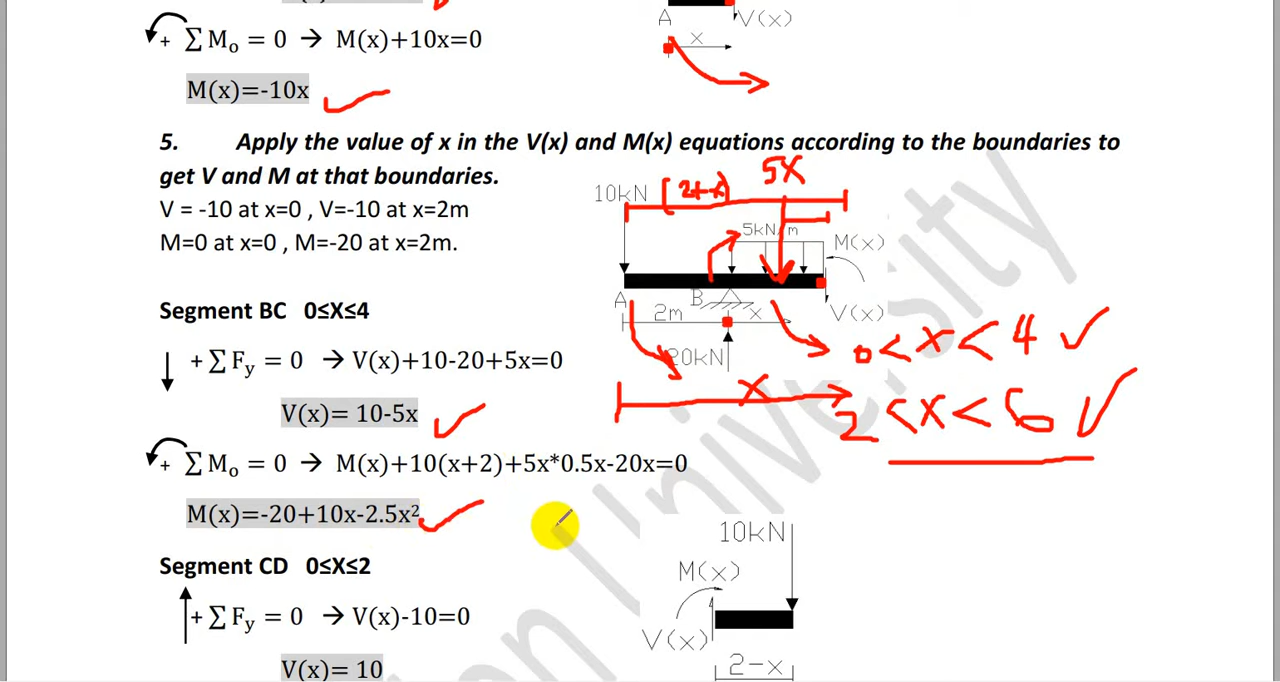 A
V(x)
+ ∑ Mₒ = 0 → M(x)+10x=0
x
M(x)=-10x
5. Apply the value of x in the V(x) and M(x) equations according to the boundaries to
get V and M at that boundaries.
V = -10 at x=0 , V=-10 at x=2m
M=0 at x=0 , M=-20 at x=2m.
5x
10kN
(2+x)
5kN/m
M(x)
A
B
2m
x
V(x)
20kN
0<x<4
x
2<x<6
Segment BC 0≤X≤4
+ ∑ Fy = 0 → V(x)+10-20+5x=0
V(x)= 10-5x
+ ∑ Mₒ = 0 → M(x)+10(x+2)+5x*0.5x-20x=0
M(x)=-20+10x-2.5x²
10kN
M(x)
Segment CD 0≤X≤2
+ ∑ Fy = 0 → V(x)-10=0
V(x)
2-x
V(x)= 10
University